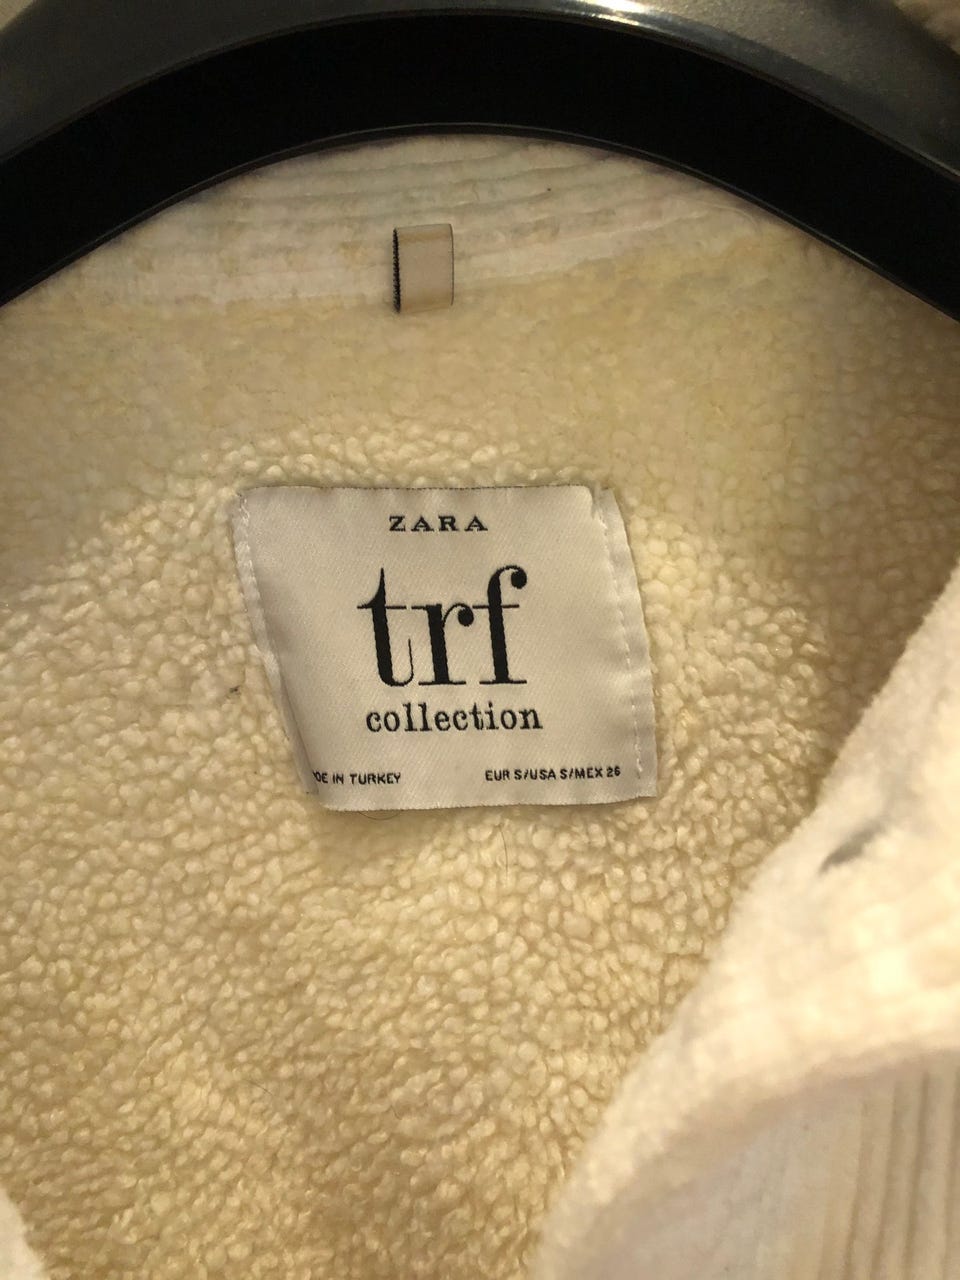 ZARA
trf
collection
DE IN TURKEY
EUR S/USA S/MEX 26